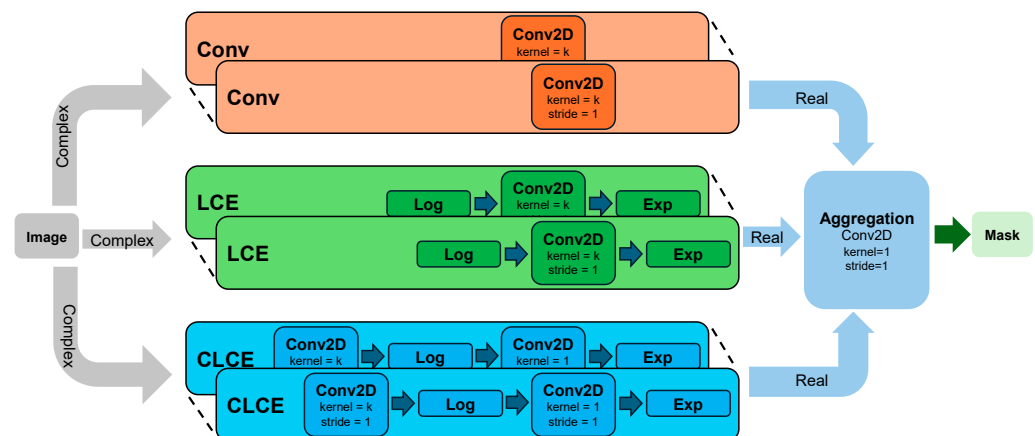 Conv
Conv2D
kernel = k
Conv
Conv2D
kernel = k
stride = 1
Complex
Real
LCE
Log
Conv2D
kernel = k
Exp
LCE
Log
Conv2D
kernel = k
stride = 1
Exp
Image
Complex
Real
Aggregation
Conv2D
kernel=1
stride=1
Mask
Complex
CLCE
Conv2D
kernel = k
Log
Conv2D
kernel = 1
Exp
CLCE
Conv2D
kernel = k
stride = 1
Log
Conv2D
kernel = 1
stride = 1
Exp
Real